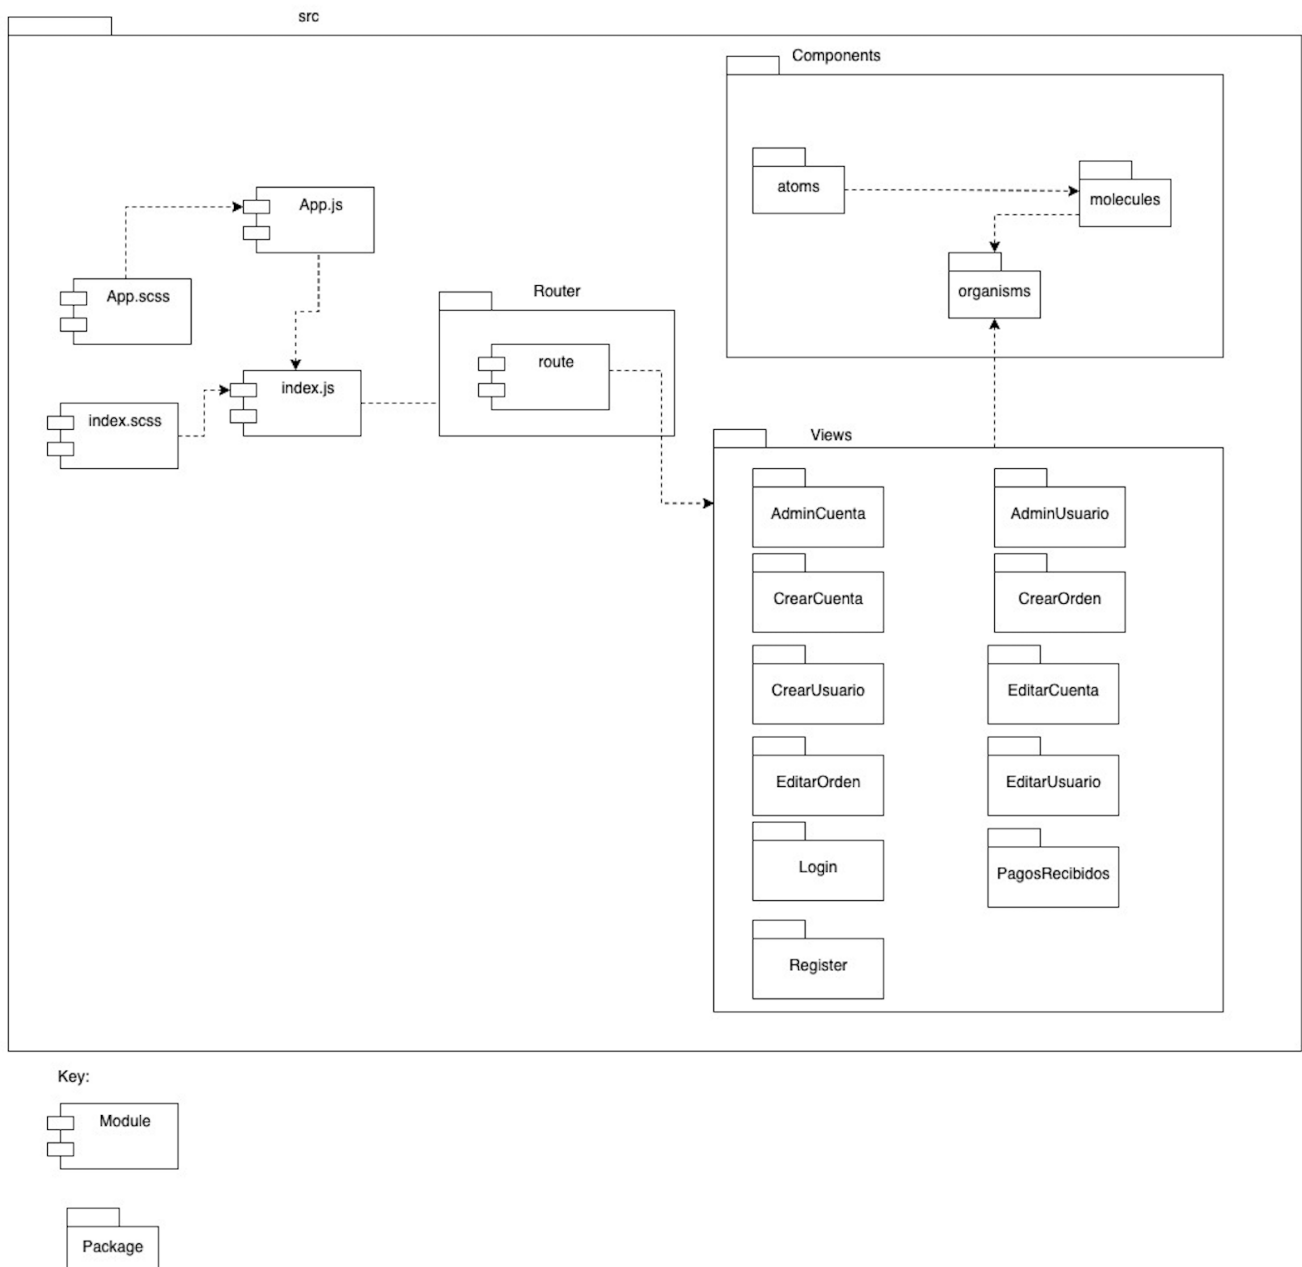 src
Components
atoms
molecules
organisms
App.js
App.scss
Router
route
index.js
index.scss
Views
AdminCuenta
AdminUsuario
CrearCuenta
CrearOrden
CrearUsuario
EditarCuenta
EditarOrden
EditarUsuario
Login
PagosRecibidos
Register
Key:
Module
Package